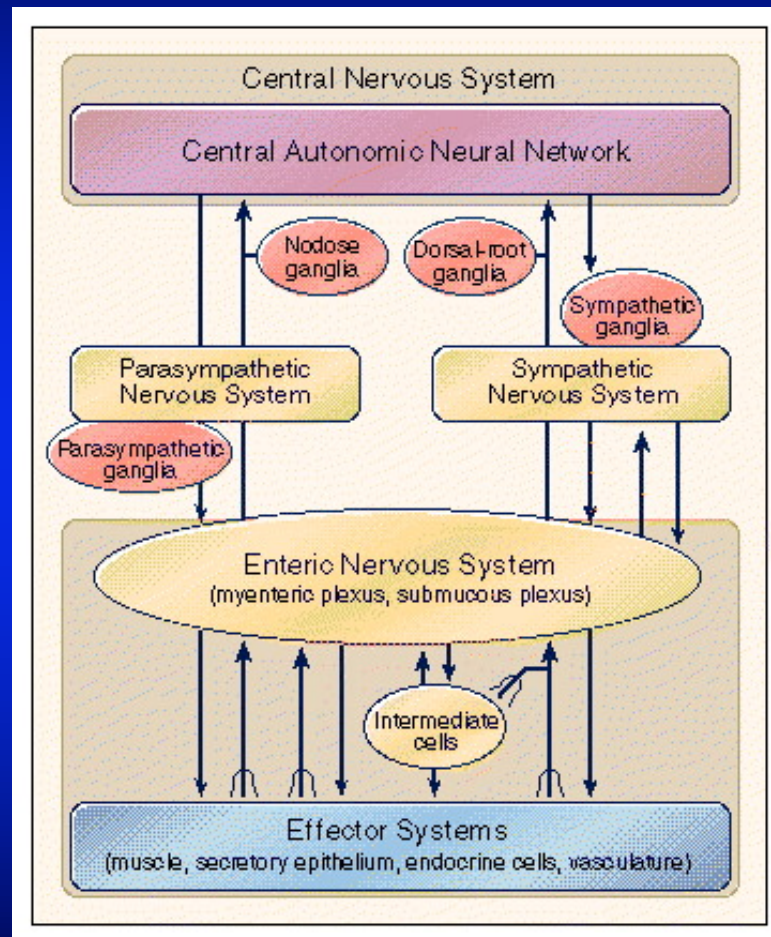 Central Nervous System
Central Autonomic Neural Network
Nodose
ganglia
Dorsal-root
ganglia
Sympathetic
ganglia
Parasympathetic
Nervous System
Sympathetic
Nervous System
Parasympathetic
ganglia
Enteric Nervous System
(myenteric plexus, submucous plexus)
Intermediate
cells
Effector Systems
(muscle, secretory epithelium, endocrine cells, vasculature)